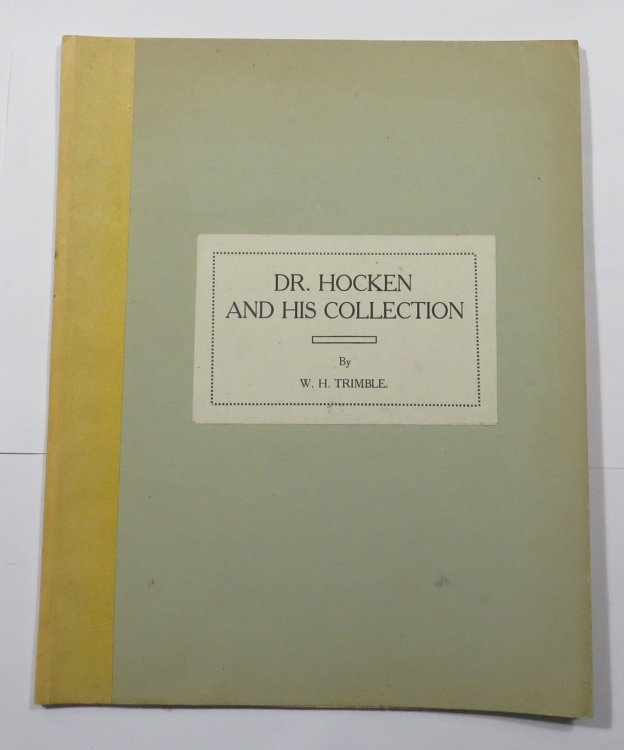 DR. HOCKEN
AND HIS COLLECTION
By
W. H. TRIMBLE.